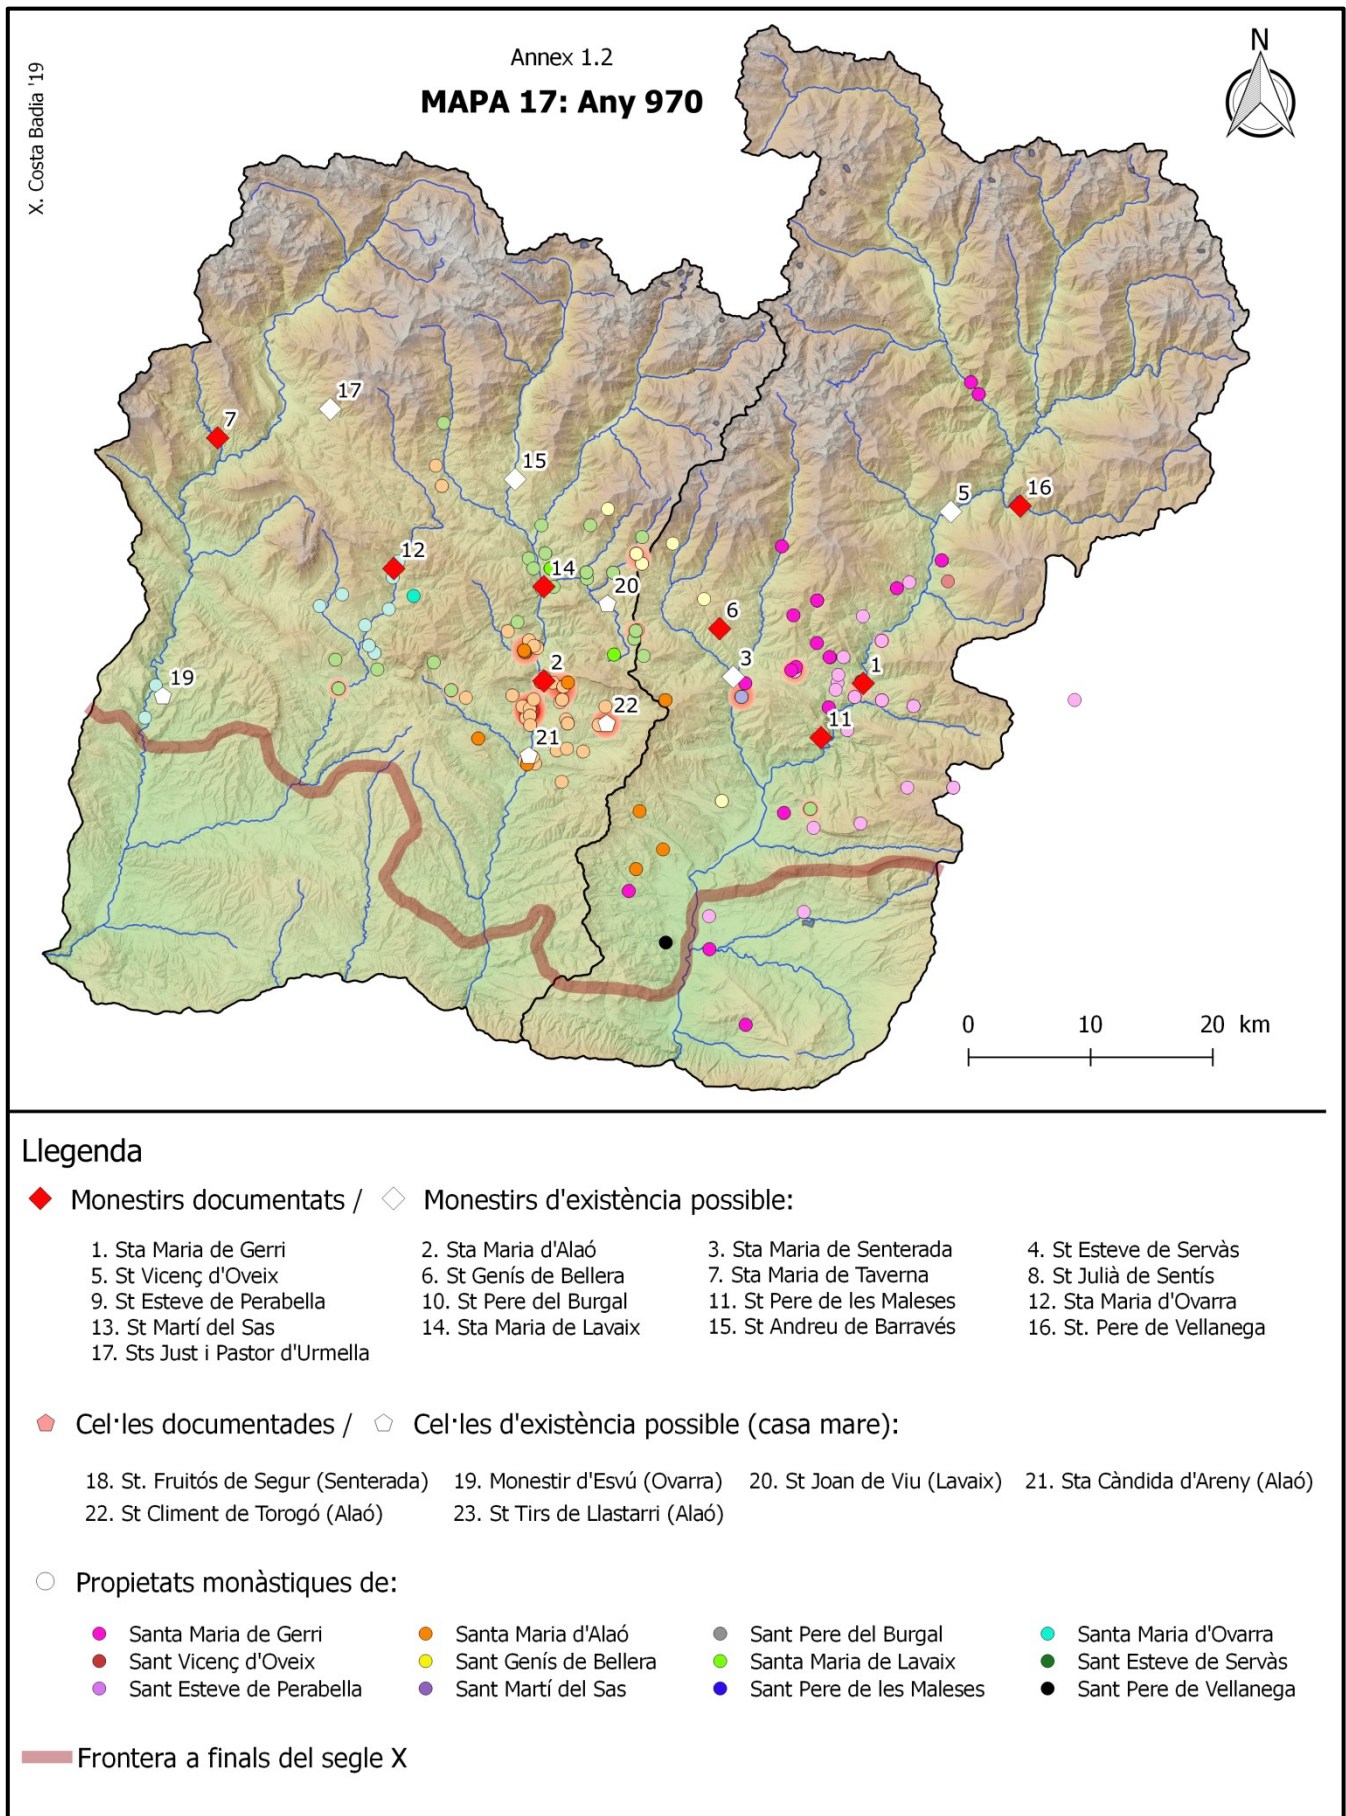 Annex 1.2
MAPA 17: Any 970
X. Costa Badia '19
N
17
7
15
5
16
12
14
20
6
19
2
3
1
22
11
21
0 10 20 km
Llegenda
Monestirs documentats / Monestirs d'existència possible:
1. Sta Maria de Gerri 2. Sta Maria d'Alaó 3. Sta Maria de Senterada 4. St Esteve de Servàs
5. St Vicenç d'Oveix 6. St Genís de Bellera 7. Sta Maria de Taverna 8. St Julià de Sentís
9. St Esteve de Perabella 10. St Pere del Burgal 11. St Pere de les Maleses 12. Sta Maria d'Ovarra
13. St Martí del Sas 14. Sta Maria de Lavaix 15. St Andreu de Barravés 16. St. Pere de Vellanega
17. Sts Just i Pastor d'Urmella
Cel·les documentades / Cel·les d'existència possible (casa mare):
18. St. Fruitós de Segur (Senterada) 19. Monestir d'Esvú (Ovarra) 20. St Joan de Viu (Lavaix) 21. Sta Càndida d'Areny (Alaó)
22. St Climent de Torogó (Alaó) 23. St Tirs de Llastarri (Alaó)
Propietats monàstiques de:
Santa Maria de Gerri Santa Maria d'Alaó Sant Pere del Burgal Santa Maria d'Ovarra
Sant Vicenç d'Oveix Sant Genís de Bellera Santa Maria de Lavaix Sant Esteve de Servàs
Sant Esteve de Perabella Sant Martí del Sas Sant Pere de les Maleses Sant Pere de Vellanega
Frontera a finals del segle X